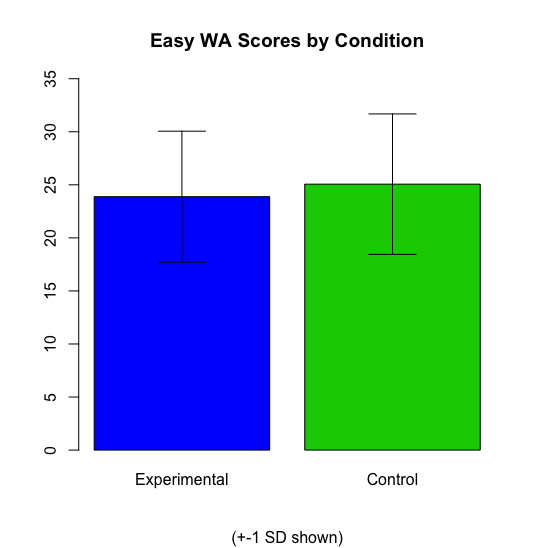 Easy WA Scores by Condition
35
30
25
20
15
10
5
0
Experimental Control
(+-1 SD shown)